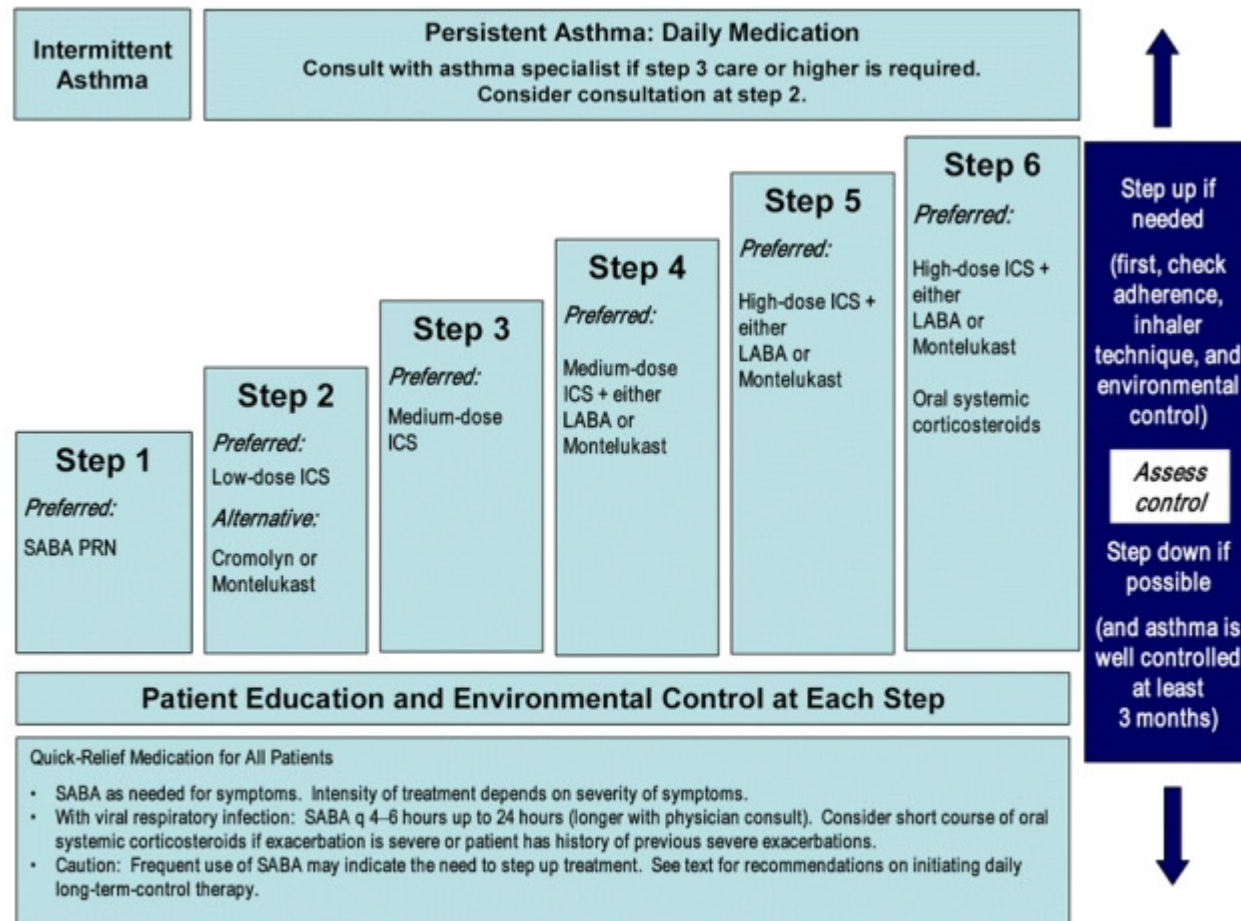 Intermittent
Asthma
Persistent Asthma: Daily Medication
Consult with asthma specialist if step 3 care or higher is required.
Consider consultation at step 2.
Step 1
Preferred:
SABA PRN
Step 2
Preferred:
Low-dose ICS
Alternative:
Cromolyn or
Montelukast
Step 3
Preferred:
Medium-dose
ICS
Step 4
Preferred:
Medium-dose
ICS + either
LABA or
Montelukast
Step 5
Preferred:
High-dose ICS +
either
LABA or
Montelukast
Step 6
Preferred:
High-dose ICS +
either
LABA or
Montelukast
Oral systemic
corticosteroids
Step up if
needed
(first, check
adherence,
inhaler
technique, and
environmental
control)
Assess
control
Step down if
possible
(and asthma is
well controlled
at least
3 months)
Patient Education and Environmental Control at Each Step
Quick-Relief Medication for All Patients
• SABA as needed for symptoms. Intensity of treatment depends on severity of symptoms.
• With viral respiratory infection: SABA q 4–6 hours up to 24 hours (longer with physician consult). Consider short course of oral
systemic corticosteroids if exacerbation is severe or patient has history of previous severe exacerbations.
• Caution: Frequent use of SABA may indicate the need to step up treatment. See text for recommendations on initiating daily
long-term-control therapy.